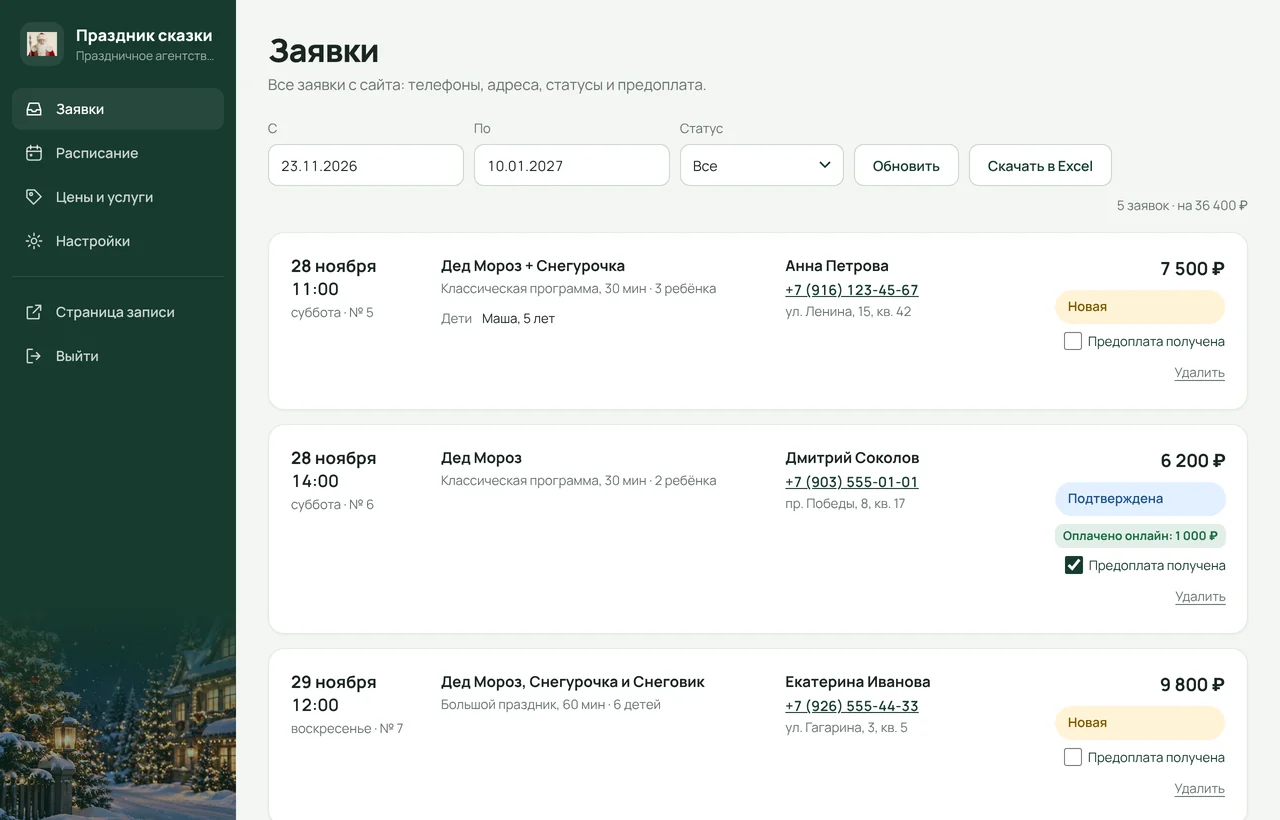 Праздник сказки
Праздничное агентств...
Заявки
Расписание
Цены и услуги
Настройки
Страница записи
Выйти
Заявки
Все заявки с сайта: телефоны, адреса, статусы и предоплата.
С
По
Статус
23.11.2026
10.01.2027
Все
Обновить
Скачать в Excel
5 заявок · на 36 400 ₽
28 ноября
11:00
суббота · № 5
Дед Мороз + Снегурочка
Классическая программа, 30 мин · 3 ребёнка
Дети Маша, 5 лет
Анна Петрова
+7 (916) 123-45-67
ул. Ленина, 15, кв. 42
7 500 ₽
Новая
Предоплата получена
Удалить
28 ноября
14:00
суббота · № 6
Дед Мороз
Классическая программа, 30 мин · 2 ребёнка
Дмитрий Соколов
+7 (903) 555-01-01
пр. Победы, 8, кв. 17
6 200 ₽
Подтверждена
Оплачено онлайн: 1 000 ₽
Предоплата получена
Удалить
29 ноября
12:00
воскресенье · № 7
Дед Мороз, Снегурочка и Снеговик
Большой праздник, 60 мин · 6 детей
Екатерина Иванова
+7 (926) 555-44-33
ул. Гагарина, 3, кв. 5
9 800 ₽
Новая
Предоплата получена
Удалить